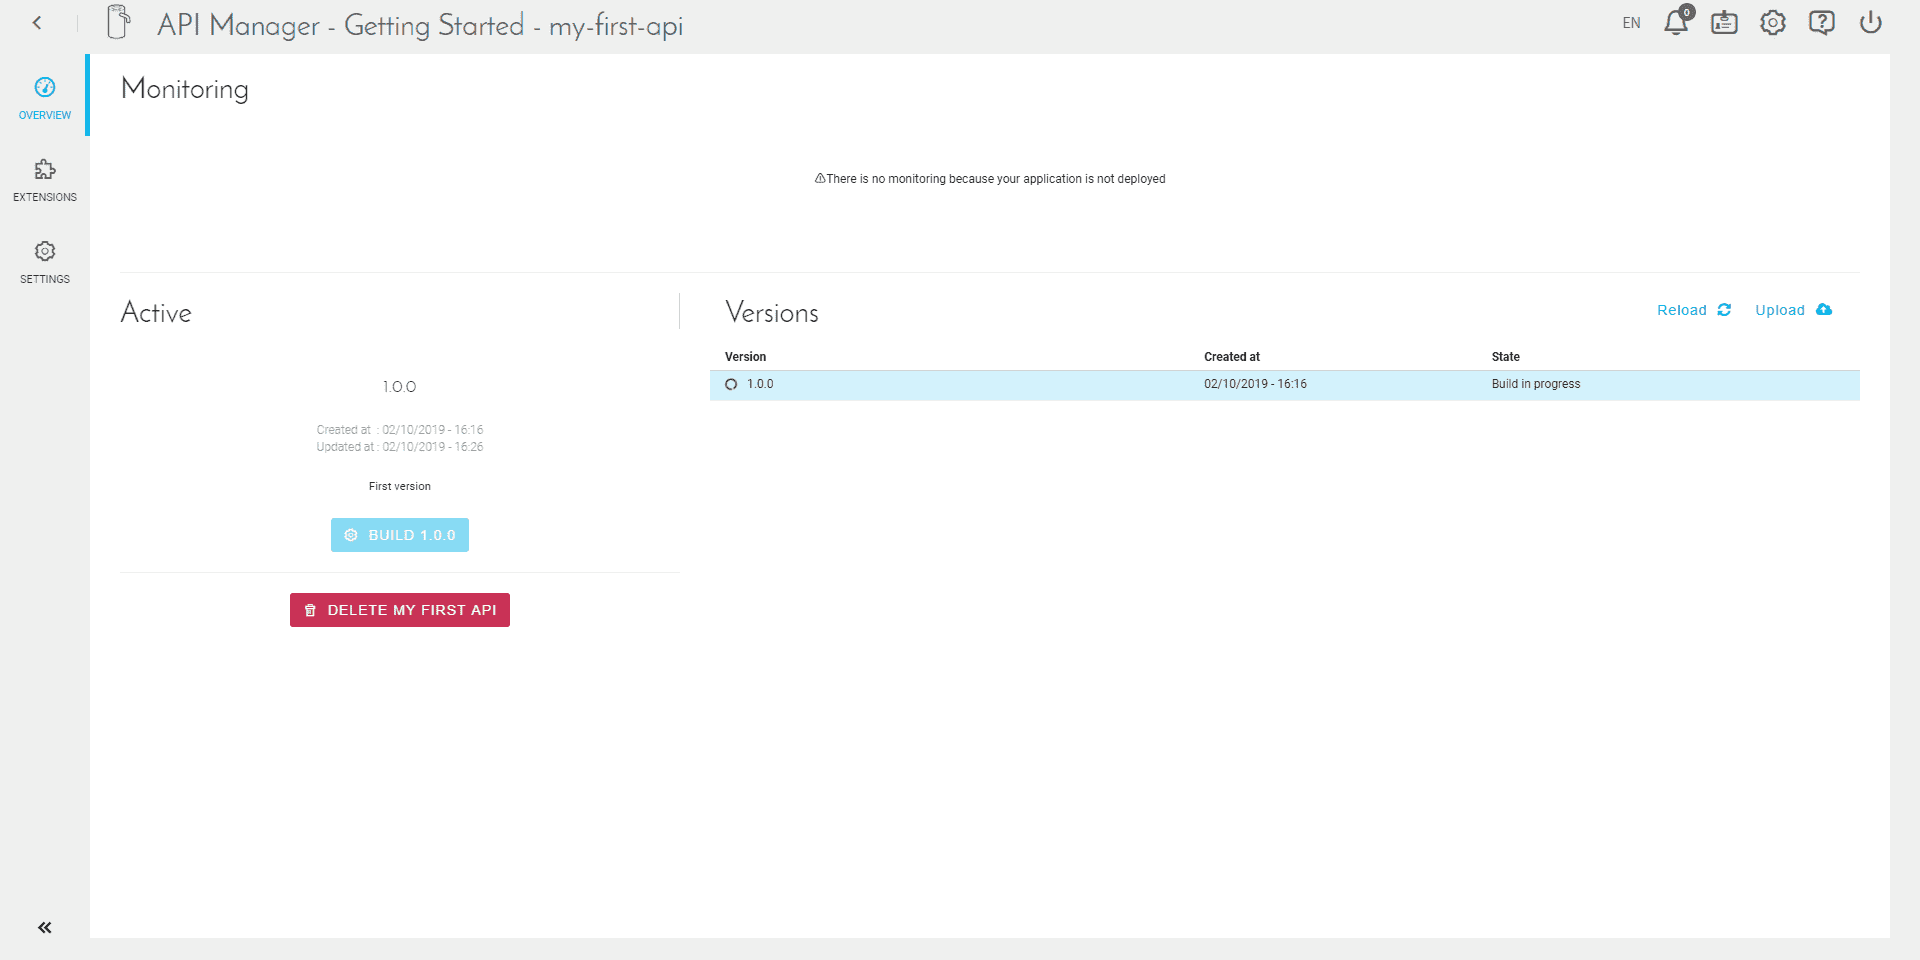 API Manager - Getting Started - my-first-api
EN
0
OVERVIEW
EXTENSIONS
SETTINGS
Monitoring
There is no monitoring because your application is not deployed
Active
1.0.0
Created at : 02/10/2019 - 16:16
Updated at : 02/10/2019 - 16:26
First version
BUILD 1.0.0
DELETE MY FIRST API
Versions
Reload
Upload
Version Created at State
1.0.0 02/10/2019 - 16:16 Build in progress